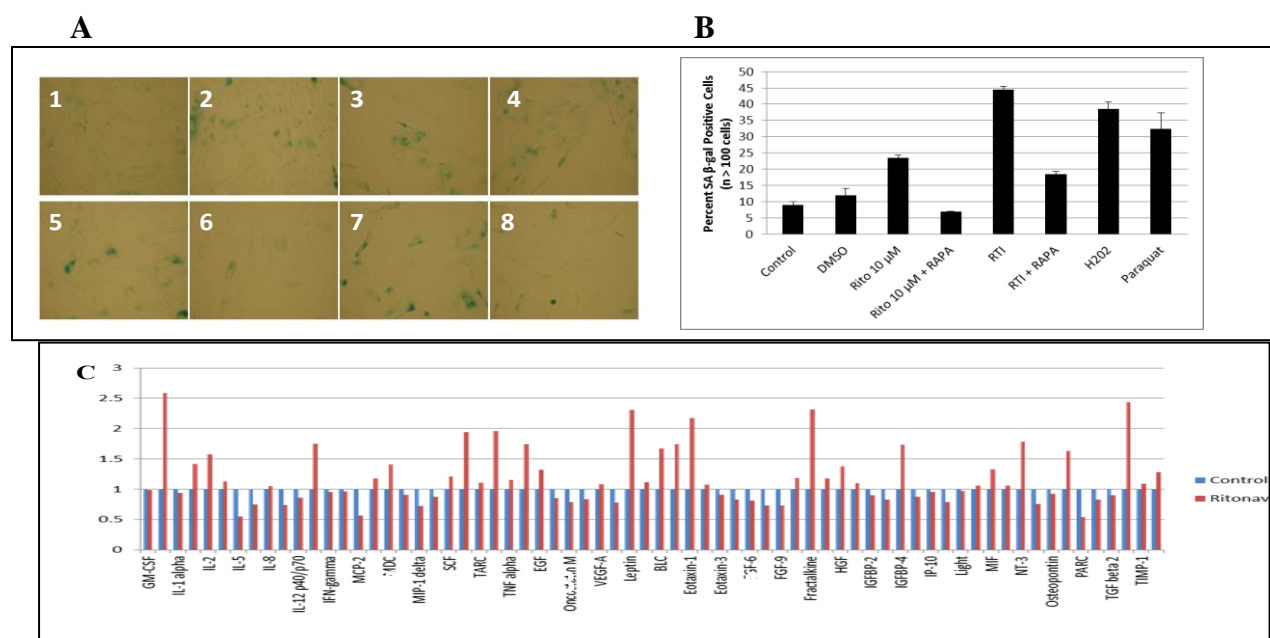 A
B
1 2 3 4
5 6 7 8
Percent SA β-gal Positive Cells
(n > 100 cells)
50
45
40
35
30
25
20
15
10
5
0
Control
DMSO
Rito 10 µM
Rito 10 µM + RAPA
RTI
RTI + RAPA
H202
Paraquat
C
3
2.5
2
1.5
1
0.5
0
GM-CSF
IL-1 alpha
IL-2
IL-5
IL-8
IL-12 p40/p70
IFN-gamma
MCP-2
MIP-1 delta
SCF
TARC
TNF alpha
EGF
VEGF-A
Leptin
BLC
Eotaxin-1
Eotaxin-3
FGF-9
Fractalkine
HGF
IGFBP-2
IGFBP-4
IP-10
Light
MIF
NT-3
Osteopontin
PARC
TGF beta2
TIMP-1
Control
Ritonav